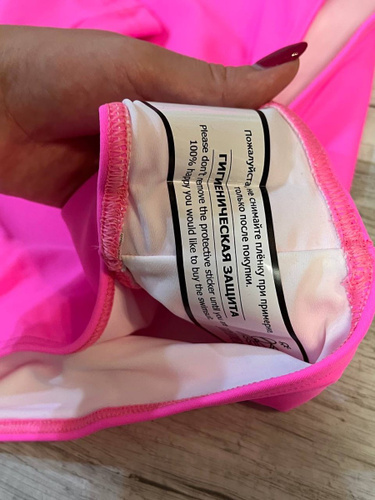 Пожалуйста, не снимайте плёнку при примерке
только после покупки.
ГИГИЕНИЧЕСКАЯ ЗАЩИТА
Please don't remove the protective sticker until you
100% happy you would like to buy the swimsuit